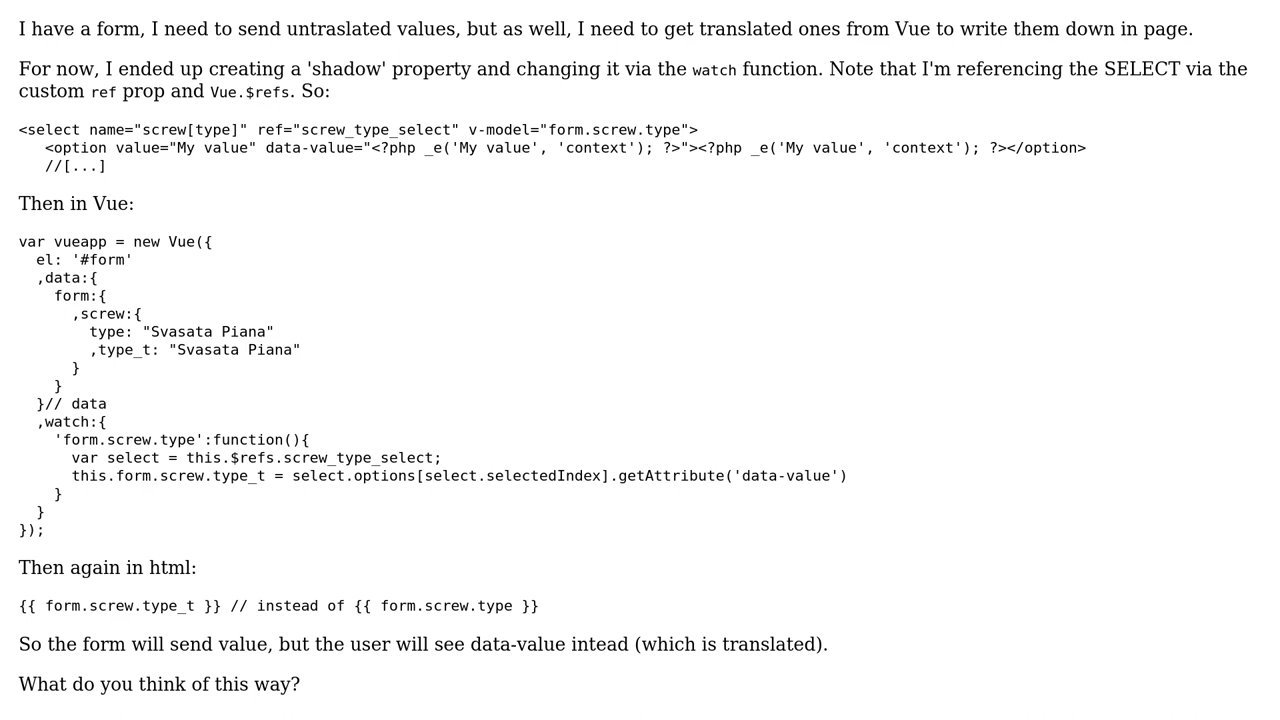 I have a form, I need to send untraslated values, but as well, I need to get translated ones from Vue to write them down in page.
For now, I ended up creating a 'shadow' property and changing it via the watch function. Note that I'm referencing the SELECT via the
custom ref prop and Vue.$refs. So:
<select name="screw[type]" ref="screw_type_select" v-model="form.screw.type">
   <option value="My value" data-value="<?php _e('My value', 'context'); ?>"><?php _e('My value', 'context'); ?></option>
   //[...]
Then in Vue:
var vueapp = new Vue({
  el: '#form'
  ,data:{
    form:{
      ,screw:{
        type: "Svasata Piana"
        ,type_t: "Svasata Piana"
      }
    }
  }// data
  ,watch:{
    'form.screw.type':function(){
      var select = this.$refs.screw_type_select;
      this.form.screw.type_t = select.options[select.selectedIndex].getAttribute('data-value')
    }
  }
});
Then again in html:
{{ form.screw.type_t }} // instead of {{ form.screw.type }}
So the form will send value, but the user will see data-value intead (which is translated).
What do you think of this way?